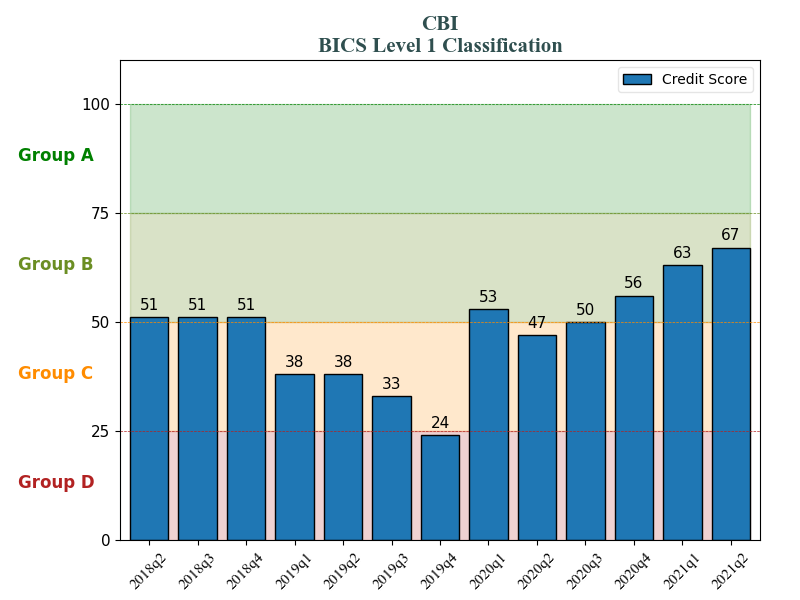 CBI
BICS Level 1 Classification
Credit Score
100
Group A
75
67
63
Group B
56
53
51 51 51
50
50
47
38 38
Group C
33
25
24
Group D
0
2018q2 2018q3 2018q4 2019q1 2019q2 2019q3 2019q4 2020q1 2020q2 2020q3 2020q4 2021q1 2021q2